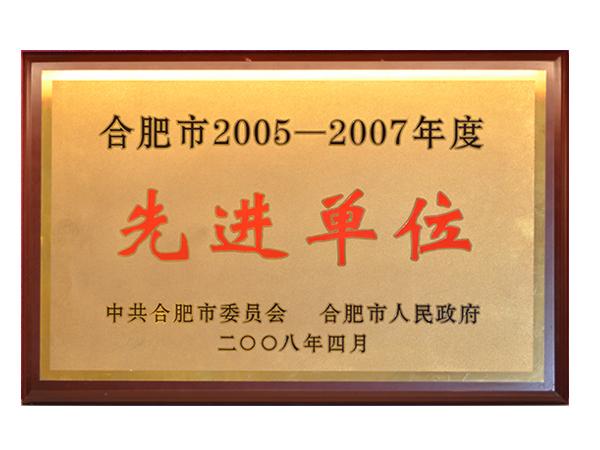 合肥市2005—2007年度
先进单位
中共合肥市委员会 合肥市人民政府
二〇〇八年四月